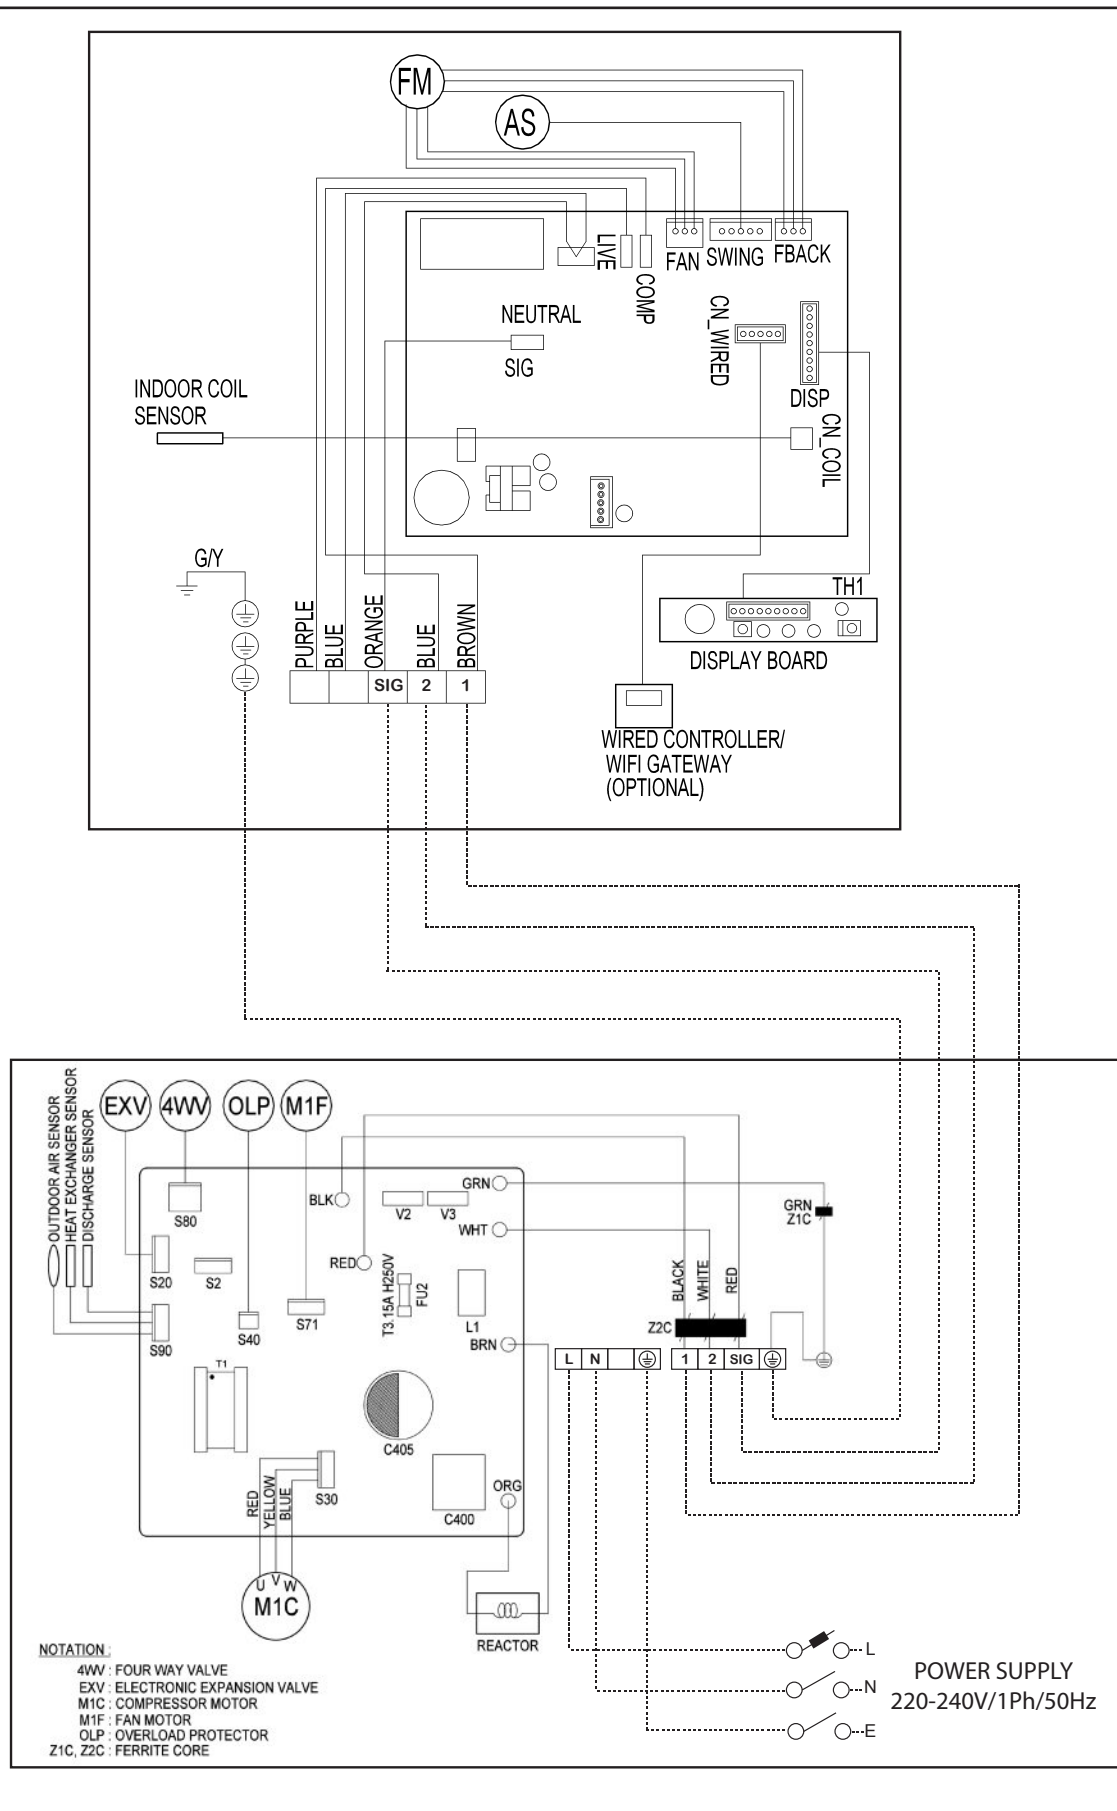 FM
AS
LIVE
COMP
FAN
SWING
FBACK
NEUTRAL
SIG
CN_WIRED
DISP
CN_COIL
INDOOR COIL
SENSOR
G/Y
PURPLE
BLUE
ORANGE
BLUE
BROWN
SIG
2
1
TH1
DISPLAY BOARD
WIRED CONTROLLER/
WIFI GATEWAY
(OPTIONAL)
OUTDOOR AIR SENSOR
HEAT EXCHANGER SENSOR
DISCHARGE SENSOR
EXV
4WV
OLP
M1F
S80
BLK
V2
V3
GRN
WHT
GRN
Z1C
S20
S2
RED
T3.15A H250V
FU2
L1
BLACK
WHITE
RED
S90
S40
S71
BRN
Z2C
T1
L
N
1
2
SIG
C405
RED
YELLOW
BLUE
S30
C400
ORG
U
V
W
M1C
REACTOR
NOTATION :
4WV : FOUR WAY VALVE
EXV : ELECTRONIC EXPANSION VALVE
M1C : COMPRESSOR MOTOR
M1F : FAN MOTOR
OLP : OVERLOAD PROTECTOR
Z1C, Z2C : FERRITE CORE
L
N
E
POWER SUPPLY
220-240V/1Ph/50Hz